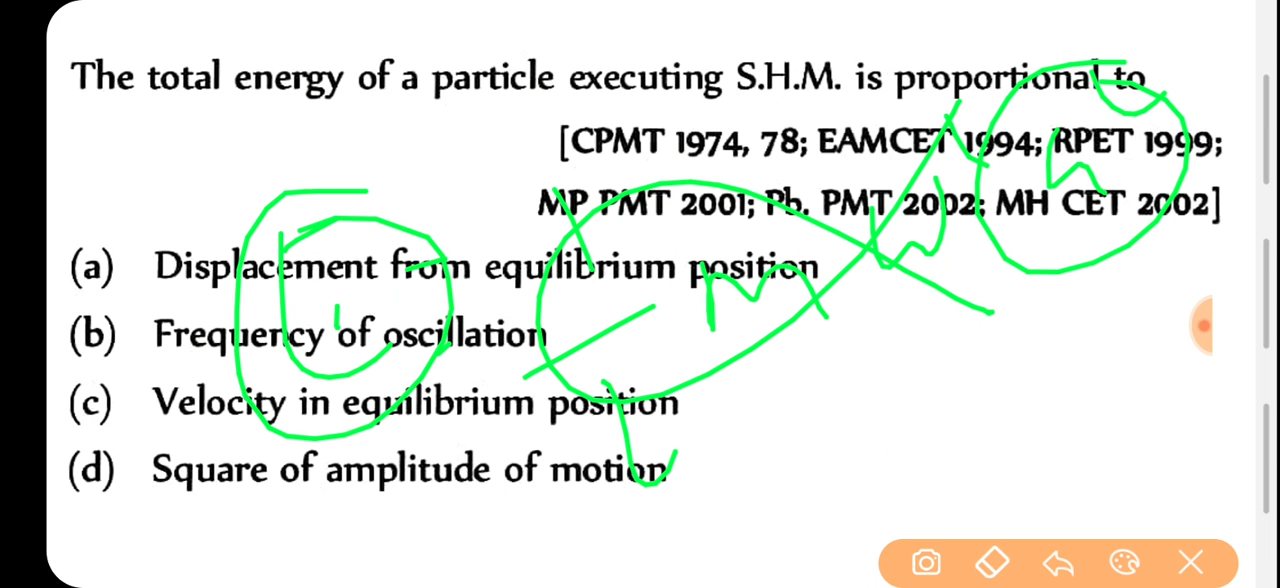 The total energy of a particle executing S.H.M. is proportional to
[CPMT 1974, 78; EAMCET 1994; RPET 1999;
MP PMT 2001; Pb. PMT 2002; MH CET 2002]
(a) Displacement from equilibrium position
(b) Frequency of oscillation
(c) Velocity in equilibrium position
(d) Square of amplitude of motion